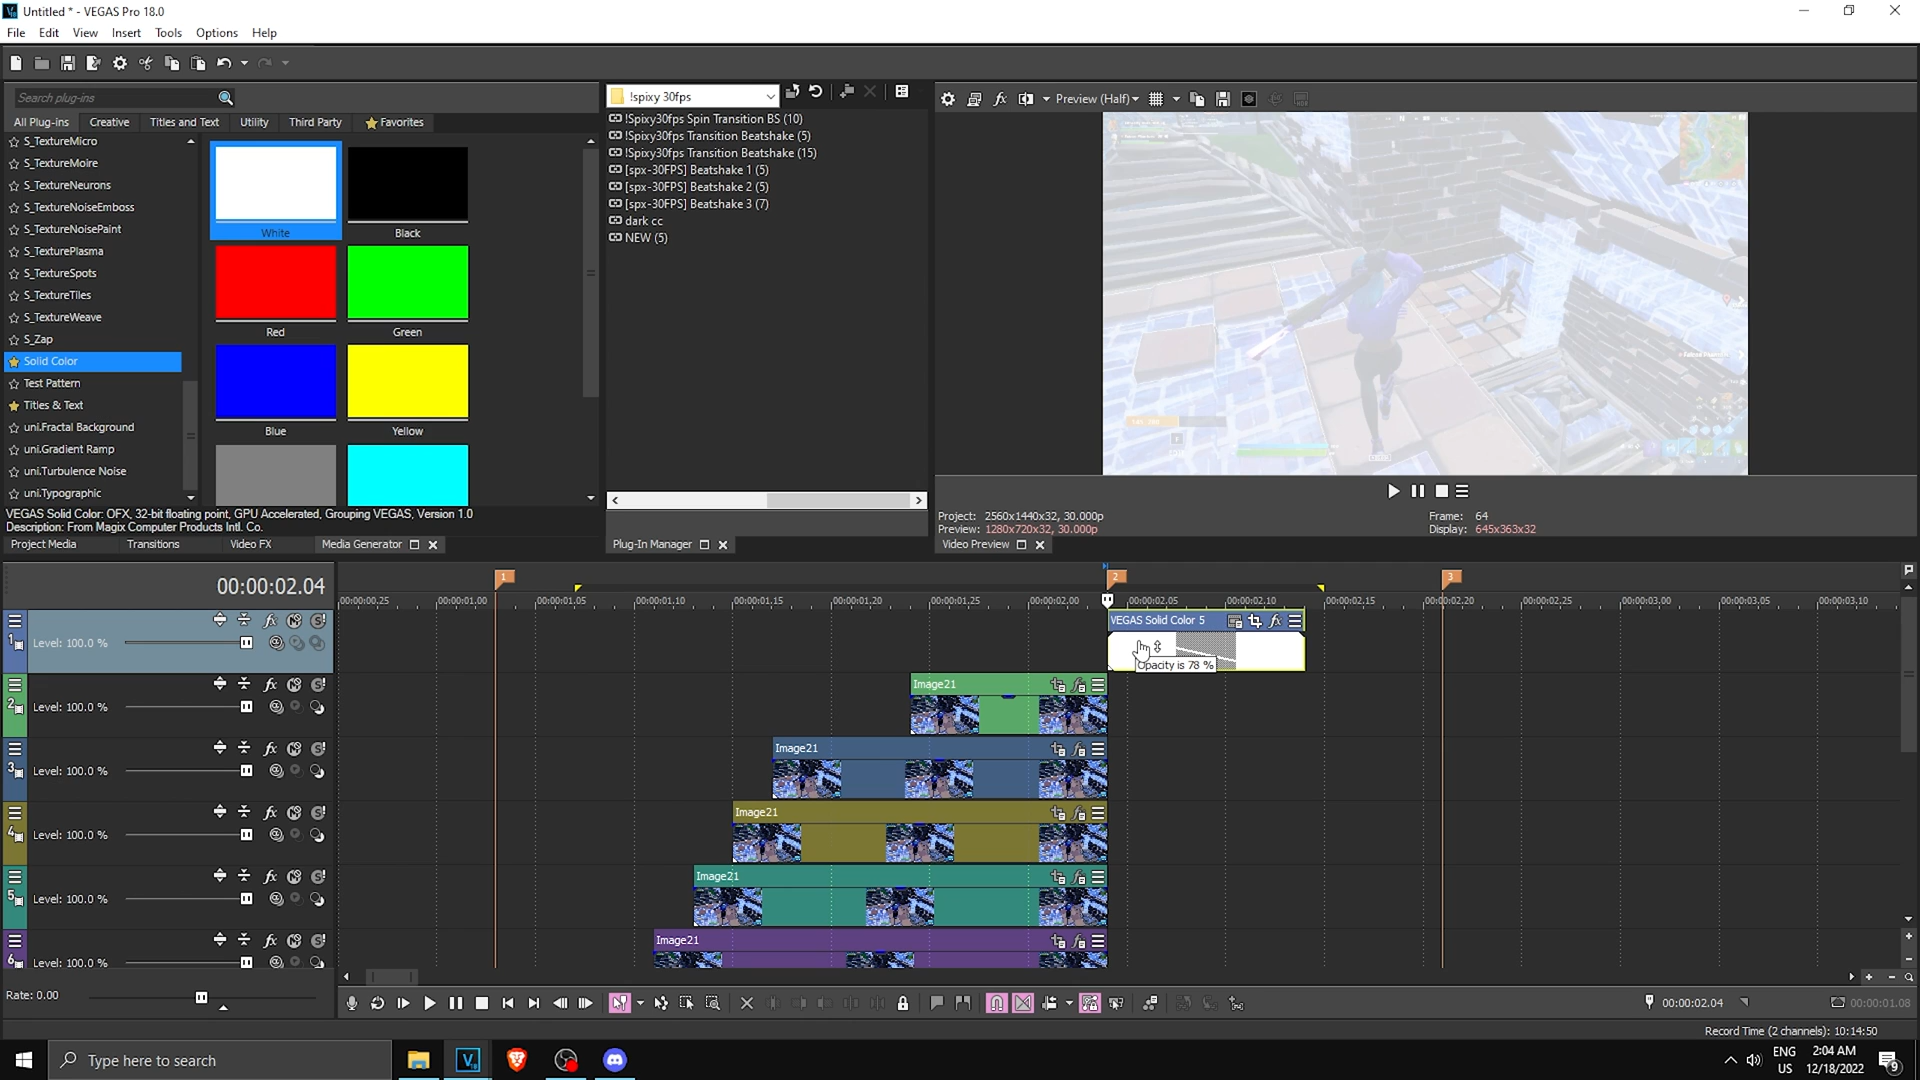 Untitled * - VEGAS Pro 18.0
File Edit View Insert Tools Options Help
Search plug-ins
All Plug-ins Creative Titles and Text Utility Third Party Favorites
S_TextureMicro
S_TextureMoire
S_TextureNeurons
S_TextureNoiseEmboss
S_TextureNoisePaint
S_TexturePlasma
S_TextureSpots
S_TextureTiles
S_TextureWeave
S_Zap
Solid Color
Test Pattern
Titles & Text
uni.Fractal Background
uni.Gradient Ramp
uni.Turbulence Noise
uni.Typographic
White
Black
Red
Green
Blue
Yellow
VEGAS Solid Color: OFX, 32-bit floating point, GPU Accelerated, Grouping VEGAS, Version 1.0
Description: From Magix Computer Products Intl. Co.
Project Media Transitions Video FX Media Generator
!spixy 30fps
!Spixy30fps Spin Transition BS (10)
!Spixy30fps Transition Beatshake (5)
!Spixy30fps Transition Beatshake (15)
[spx-30FPS] Beatshake 1 (5)
[spx-30FPS] Beatshake 2 (5)
[spx-30FPS] Beatshake 3 (7)
dark cc
NEW (5)
Plug-In Manager
Preview (Half)
Project: 2560x1440x32, 30.000p
Preview: 1280x720x32, 30.000p
Frame: 64
Display: 645x363x32
Video Preview
00:00:02.04
1 2 3
00:00:00.25 00:00:01.00 00:00:01.05 00:00:01.10 00:00:01.15 00:00:01.20 00:00:01.25 00:00:02.00 00:00:02.05 00:00:02.10 00:00:02.15 00:00:02.20 00:00:02.25 00:00:03.00 00:00:03.05 00:00:03.10
1 Level: 100.0 %
VEGAS Solid Color 5
Opacity is 78 %
2 Level: 100.0 %
Image21
3 Level: 100.0 %
Image21
4 Level: 100.0 %
Image21
5 Level: 100.0 %
Image21
6 Level: 100.0 %
Image21
Rate: 0.00
00:00:02.04
00:00:01.08
Record Time (2 channels): 10:14:50
Type here to search
ENG
US
2:04 AM
12/18/2022
9